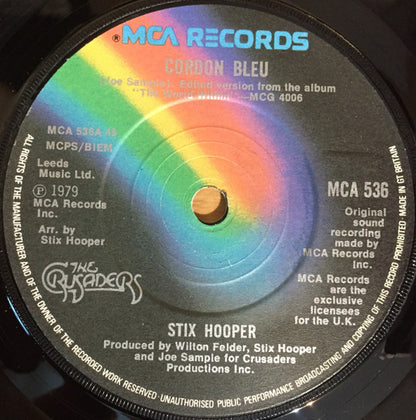 ®MCA RECORDS
CORDON BLEU
(Joe Sample). Edited version from the album
"The World Within"—MCG 4006
MCA 536A 45
MCPS/BIEM
Leeds
Music Ltd.
℗ 1979
MCA Records
Inc.
Arr. by
Stix Hooper
MCA 536
Original
sound
recording
made by
MCA Records
Inc.
MCA Records
are the
exclusive
licensees
for the U.K.
THE CRUSADERS
STIX HOOPER
Produced by Wilton Felder, Stix Hooper
and Joe Sample for Crusaders
Productions Inc.
ALL RIGHTS OF THE MANUFACTURER AND OF THE OWNER OF THE RECORDED WORK RESERVED·UNAUTHORISED PUBLIC PERFORMANCE BROADCASTING AND COPYING OF THIS RECORD PROHIBITED. MADE IN GT BRITAIN